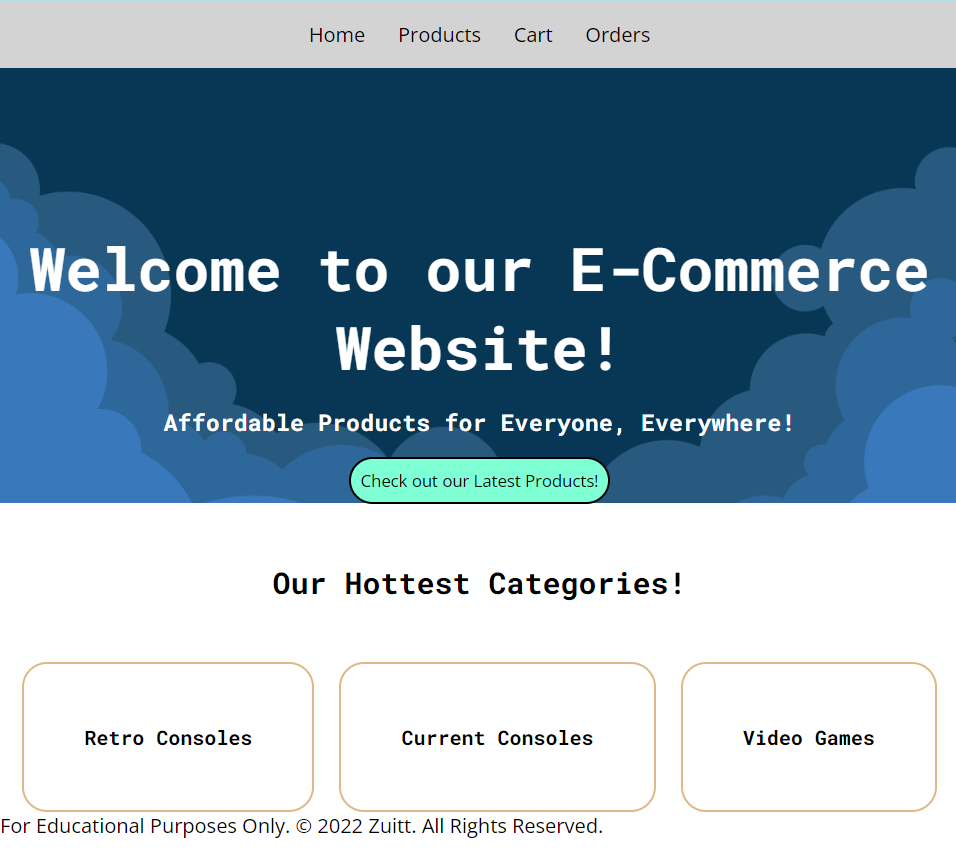 Home Products Cart Orders
Welcome to our E-Commerce
Website!
Affordable Products for Everyone, Everywhere!
Check out our Latest Products!
Our Hottest Categories!
Retro Consoles Current Consoles Video Games
For Educational Purposes Only. © 2022 Zuitt. All Rights Reserved.